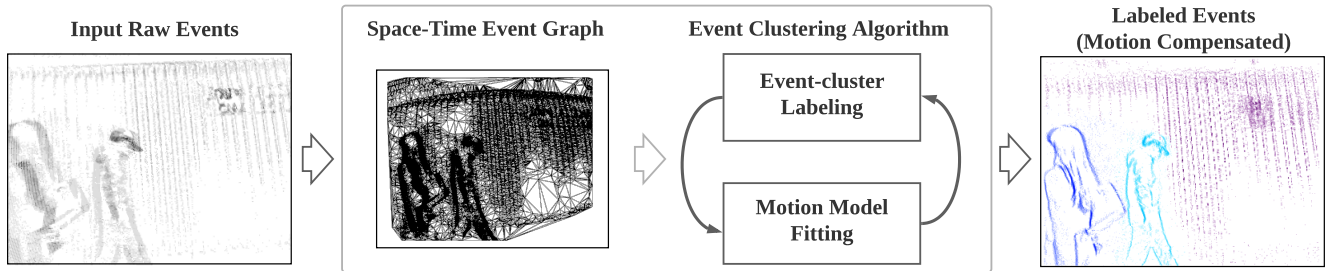 Input Raw Events
Space-Time Event Graph
Event Clustering Algorithm
Labeled Events
(Motion Compensated)
Event-cluster
Labeling
Motion Model
Fitting